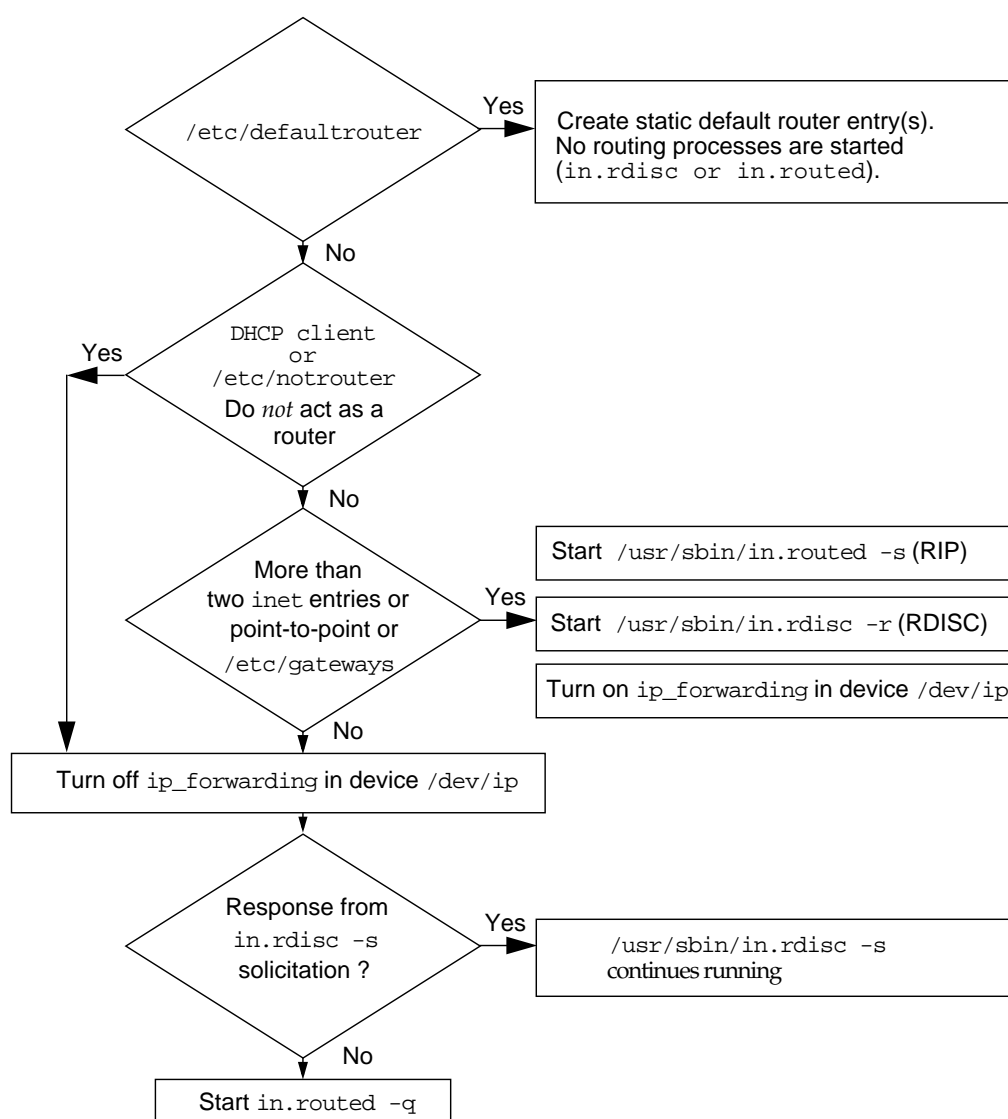 /etc/defaultrouter
Yes
Create static default router entry(s).
No routing processes are started
(in.rdisc or in.routed).
No
DHCP client
or
/etc/notrouter
Do not act as a
router
Yes
No
More than
two inet entries or
point-to-point or
/etc/gateways
Yes
Start /usr/sbin/in.routed -s (RIP)
Start /usr/sbin/in.rdisc -r (RDISC)
Turn on ip_forwarding in device /dev/ip
No
Turn off ip_forwarding in device /dev/ip
Response from
in.rdisc -s
solicitation ?
Yes
/usr/sbin/in.rdisc -s
continues running
No
Start in.routed -q